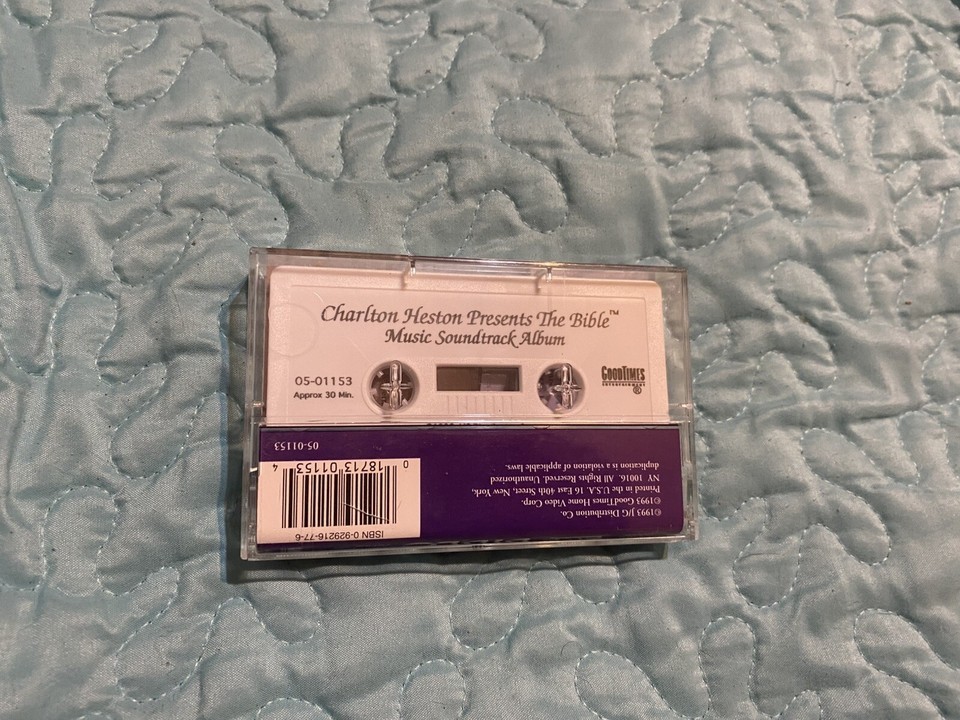 Charlton Heston Presents The Bible™
Music Soundtrack Album
05-01153
Approx 30 Min.
GOODTIMES
ENTERTAINMENT
®
©1993 J/G Distribution Co.
©1993 GoodTimes Home Video Corp.
Printed in the U.S.A. 16 East 40th Street, New York,
NY 10016. All Rights Reserved. Unauthorized
duplication is a violation of applicable laws.
ISBN 0-929216-77-6
0 18713 01153 4
05-01153